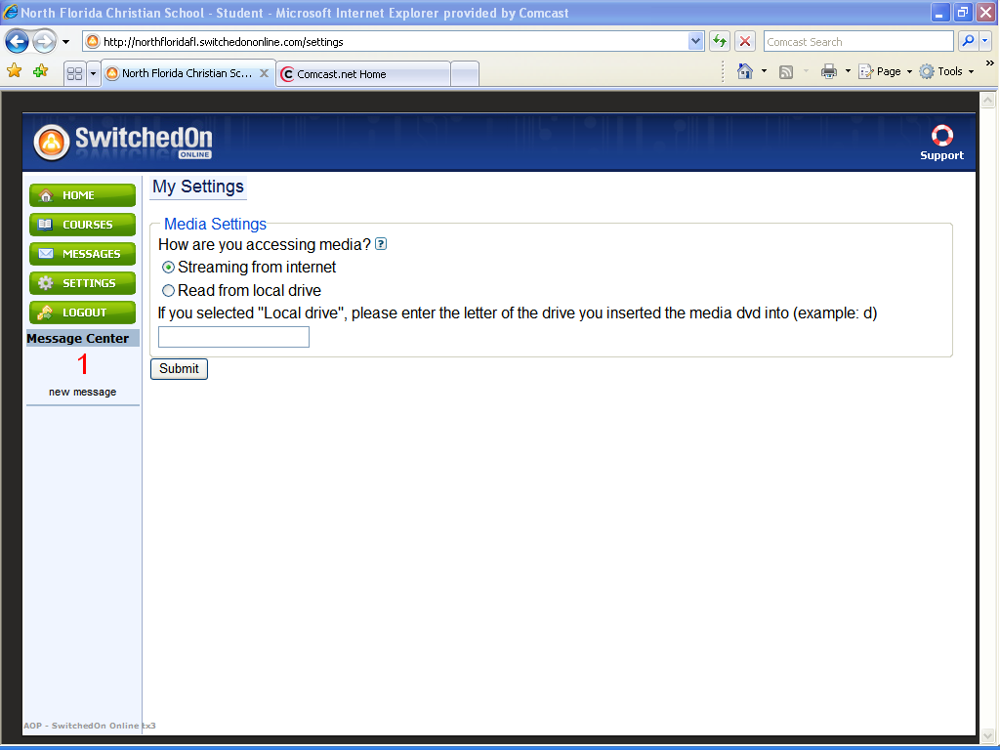 North Florida Christian School - Student - Microsoft Internet Explorer provided by Comcast
http://northfloridafl.switchedononline.com/settings
Comcast Search
North Florida Christian Sc...
Comcast.net Home
Page
Tools
SwitchedOn
ONLINE
Support
HOME
COURSES
MESSAGES
SETTINGS
LOGOUT
Message Center
1
new message
My Settings
Media Settings
How are you accessing media? ?
Streaming from internet
Read from local drive
If you selected "Local drive", please enter the letter of the drive you inserted the media dvd into (example: d)
Submit
AOP - SwitchedOn Online tx3